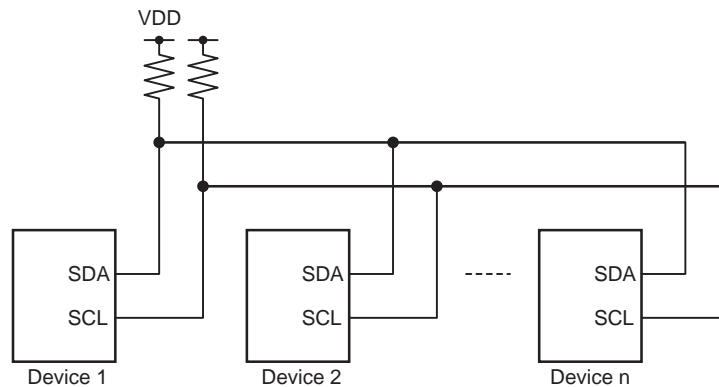 VDD
SDA
SCL
Device 1
SDA
SCL
Device 2
SDA
SCL
Device n